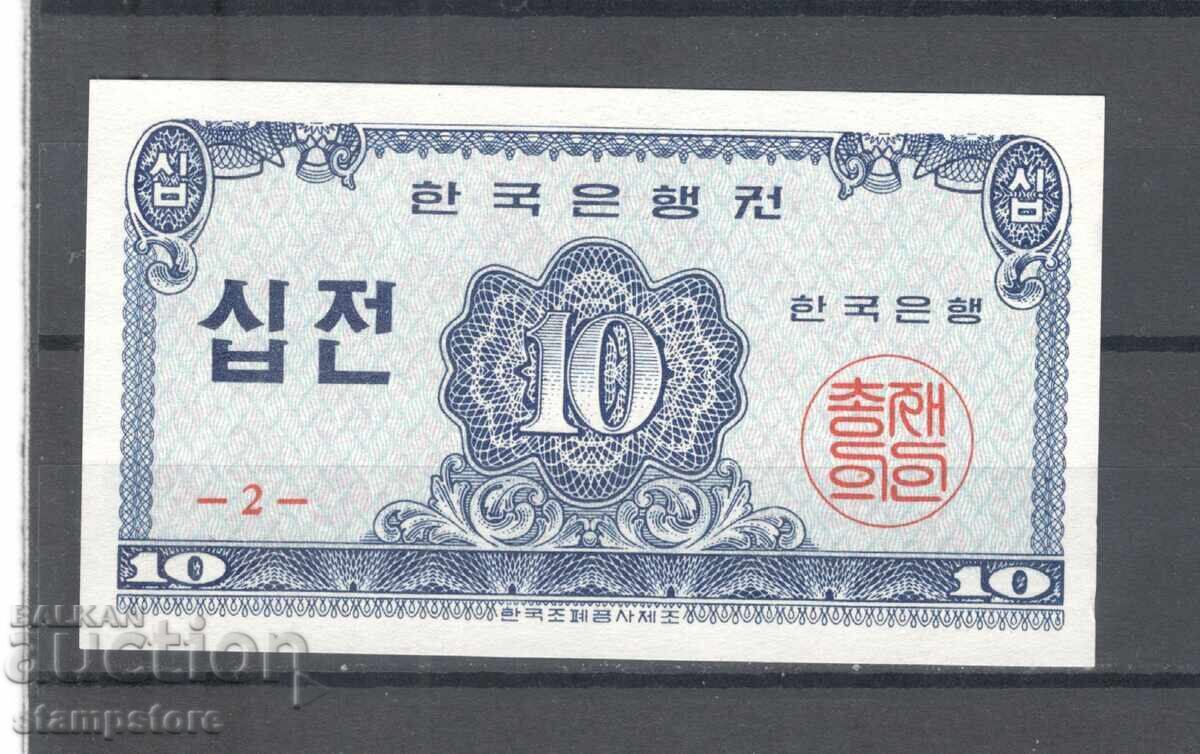 십 십
한국은행권
십전
10
한국은행
총재의인
- 2 -
10 10
한국조폐공사제조
BALKAN
auction
stampstore